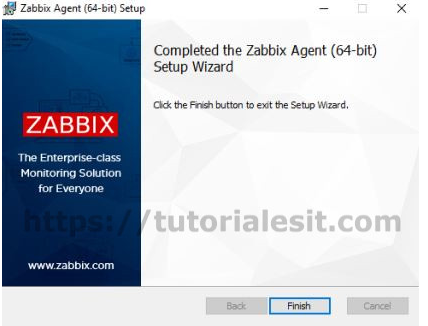 Zabbix Agent (64-bit) Setup
Completed the Zabbix Agent (64-bit)
Setup Wizard
Click the Finish button to exit the Setup Wizard.
ZABBIX
The Enterprise-class
Monitoring Solution
for Everyone
https://tutorialesit.com
www.zabbix.com
Back
Finish
Cancel